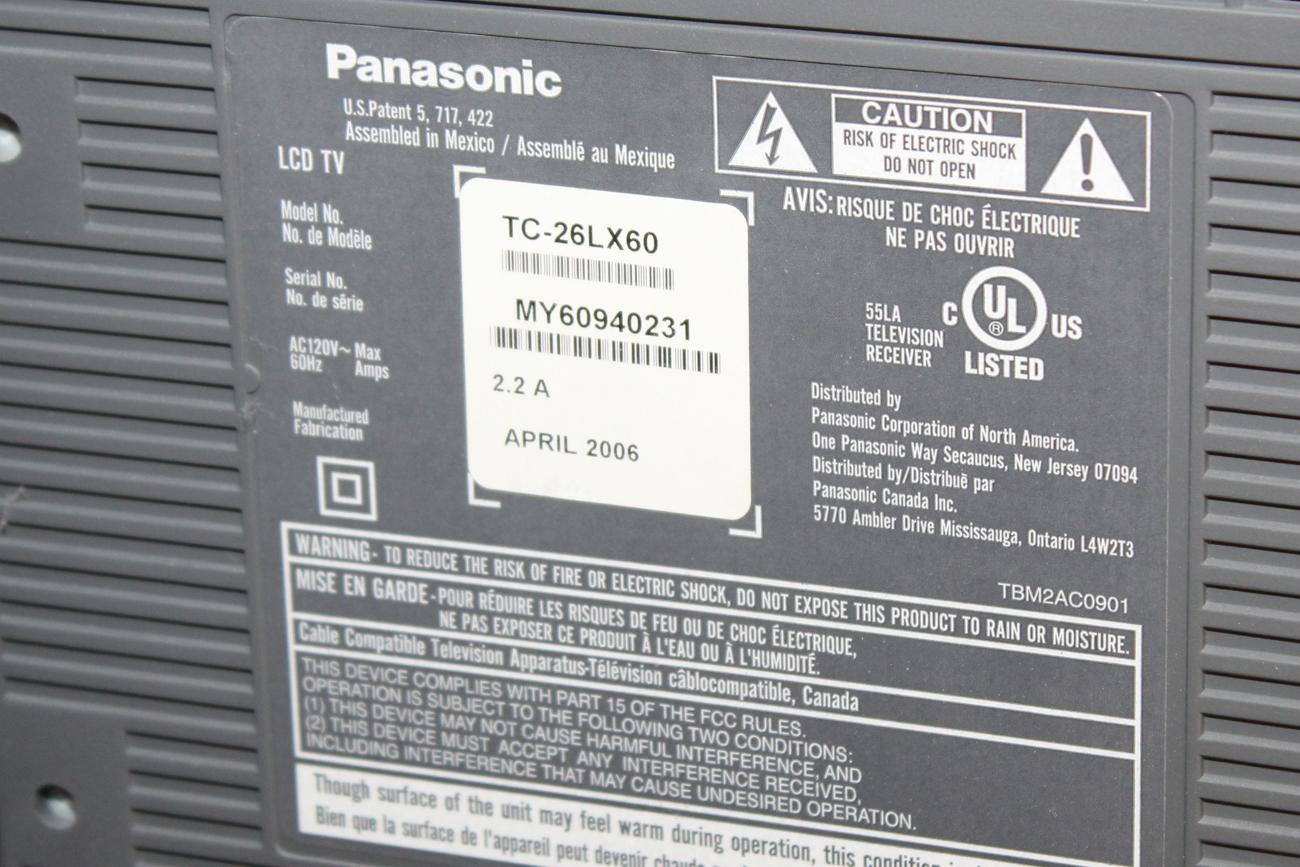 Panasonic
U.S.Patent 5, 717, 422
Assembled in Mexico / Assemblé au Mexique
LCD TV
CAUTION
RISK OF ELECTRIC SHOCK
DO NOT OPEN
AVIS: RISQUE DE CHOC ÉLECTRIQUE
NE PAS OUVRIR
Model No.
No. de Modèle
TC-26LX60
Serial No.
No. de série
MY60940231
AC120V~ Max
60Hz Amps
2.2 A
Manufactured
Fabrication
APRIL 2006
55LA
TELEVISION
RECEIVER
C UL ® US
LISTED
Distributed by
Panasonic Corporation of North America.
One Panasonic Way Secaucus, New Jersey 07094
Distributed by/Distribuë par
Panasonic Canada Inc.
5770 Ambler Drive Mississauga, Ontario L4W2T3
TBM2AC0901
WARNING- TO REDUCE THE RISK OF FIRE OR ELECTRIC SHOCK, DO NOT EXPOSE THIS PRODUCT TO RAIN OR MOISTURE.
MISE EN GARDE-POUR RÉDUIRE LES RISQUES DE FEU OU DE CHOC ÉLECTRIQUE,
NE PAS EXPOSER CE PRODUIT À L'EAU OU À L'HUMIDITÉ.
Cable Compatible Television Apparatus-Télévision câblocompatible, Canada
THIS DEVICE COMPLIES WITH PART 15 OF THE FCC RULES.
OPERATION IS SUBJECT TO THE FOLLOWING TWO CONDITIONS:
(1) THIS DEVICE MAY NOT CAUSE HARMFUL INTERFERENCE, AND
(2) THIS DEVICE MUST ACCEPT ANY INTERFERENCE RECEIVED,
INCLUDING INTERFERENCE THAT MAY CAUSE UNDESIRED OPERATION.
Though surface of the unit may feel warm during operation, this condition
Bien que la surface de l'appareil peut devenir